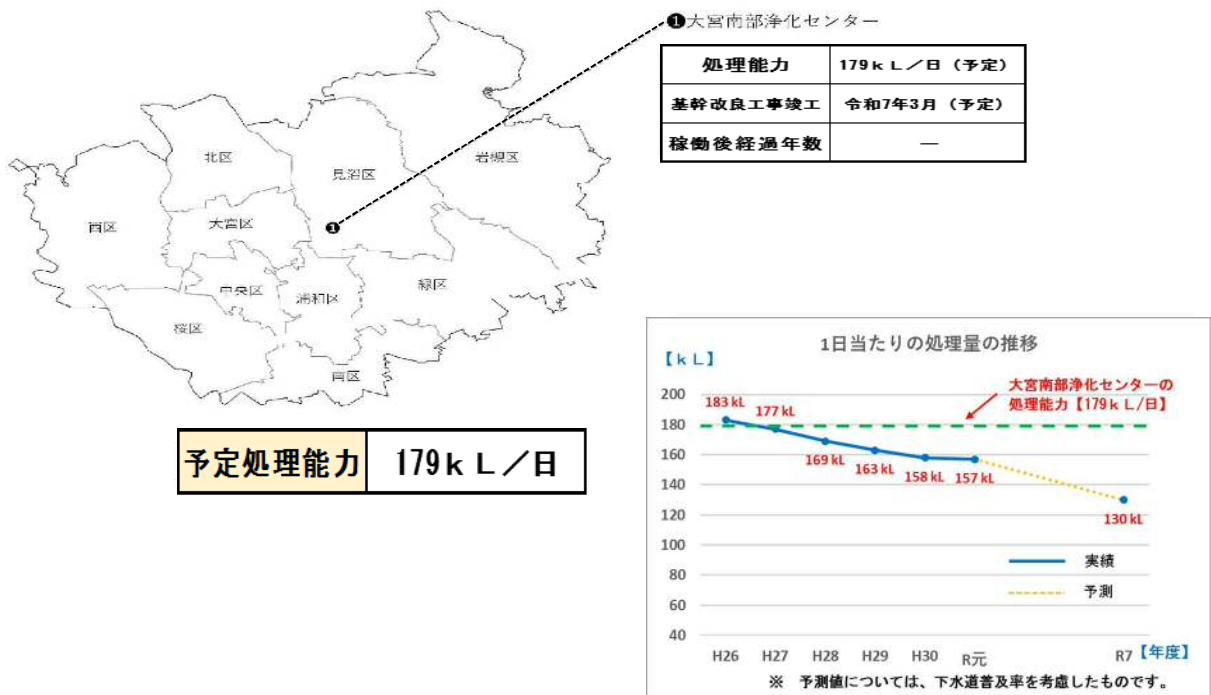 ❶大宮南部浄化センター
処理能力 179kL/日(予定)
基幹改良工事竣工 令和7年3月(予定)
稼働後経過年数 ―
北区
見沼区
岩槻区
西区
大宮区
❶
中央区
浦和区
緑区
桜区
南区
予定処理能力 179kL/日
1日当たりの処理量の推移
【kL】
大宮南部浄化センターの
処理能力【179kL/日】
200
180
160
140
120
100
80
60
40
183 kL
177 kL
169 kL
163 kL
158 kL
157 kL
130 kL
実績
予測
H26 H27 H28 H29 H30 R元 R7 【年度】
※ 予測値については、下水道普及率を考慮したものです。